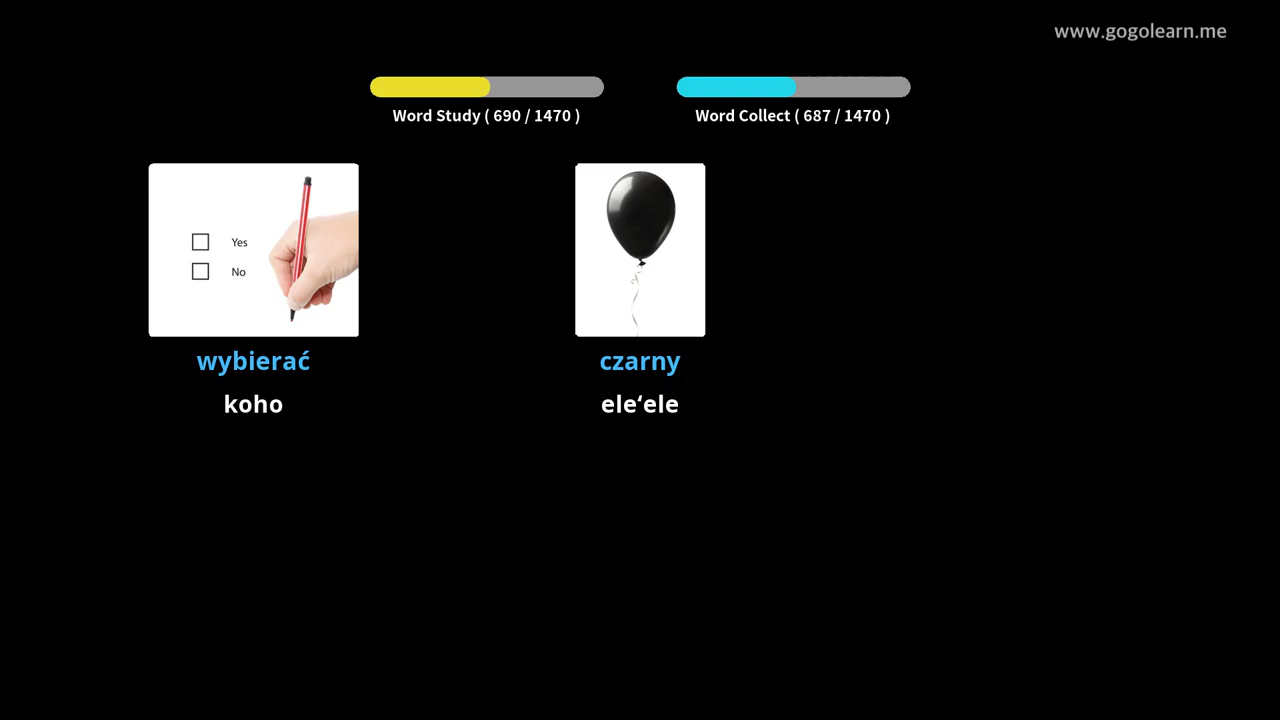 www.gogolearn.me
Word Study ( 690 / 1470 )
Word Collect ( 687 / 1470 )
Yes
No
wybierać
czarny
koho
eleʻele